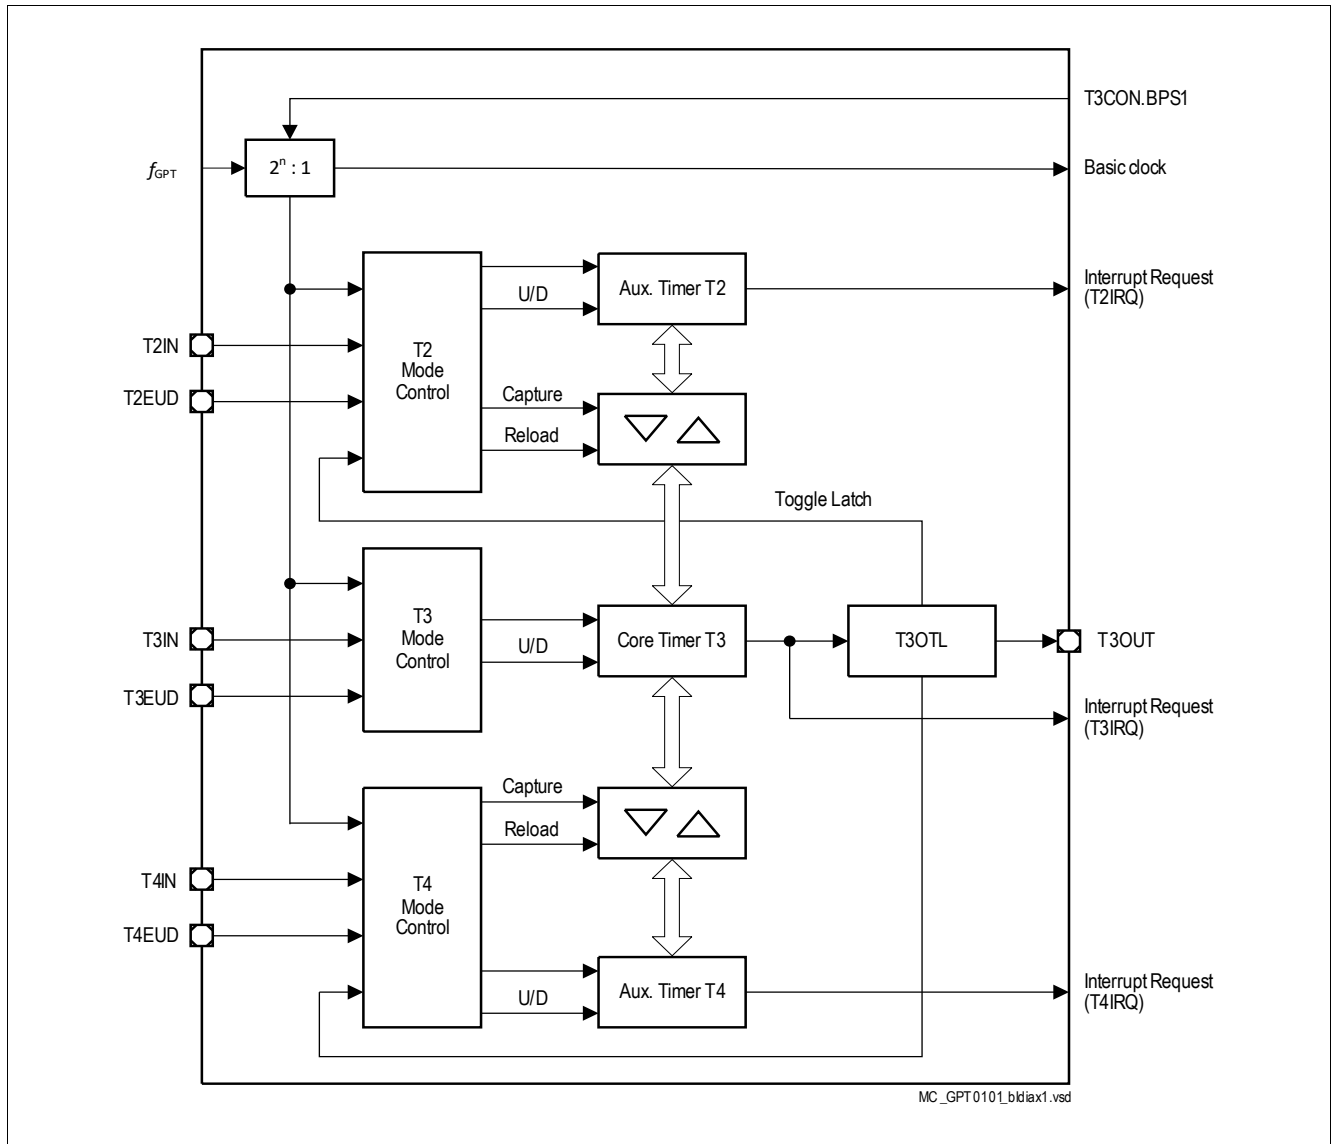 T3CON.BPS1
fGPT
2n : 1
Basic clock
Aux. Timer T2
U/D
Interrupt Request
(T2IRQ)
T2IN
T2
Mode
Control
T2EUD
Capture
Reload
Toggle Latch
T3IN
T3
Mode
Control
U/D
Core Timer T3
T3OTL
T3OUT
T3EUD
Interrupt Request
(T3IRQ)
Capture
Reload
T4IN
T4
Mode
Control
T4EUD
U/D
Aux. Timer T4
Interrupt Request
(T4IRQ)
MC_GPT0101_bldiax1.vsd